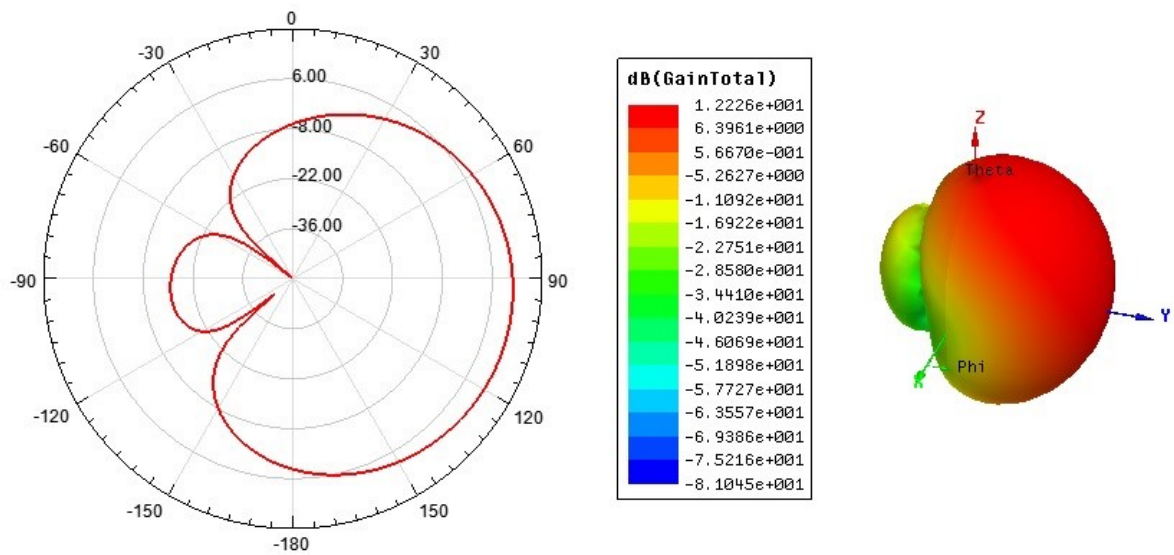 0
-30
30
6.00
-8.00
-60
60
-22.00
-36.00
-90
90
-120
120
-150
150
-180
dB(GainTotal)
1.2226e+001
6.3961e+000
5.6670e-001
-5.2627e+000
-1.1092e+001
-1.6922e+001
-2.2751e+001
-2.8580e+001
-3.4410e+001
-4.0239e+001
-4.6069e+001
-5.1898e+001
-5.7727e+001
-6.3557e+001
-6.9386e+001
-7.5216e+001
-8.1045e+001
Z
Theta
Y
Phi
X